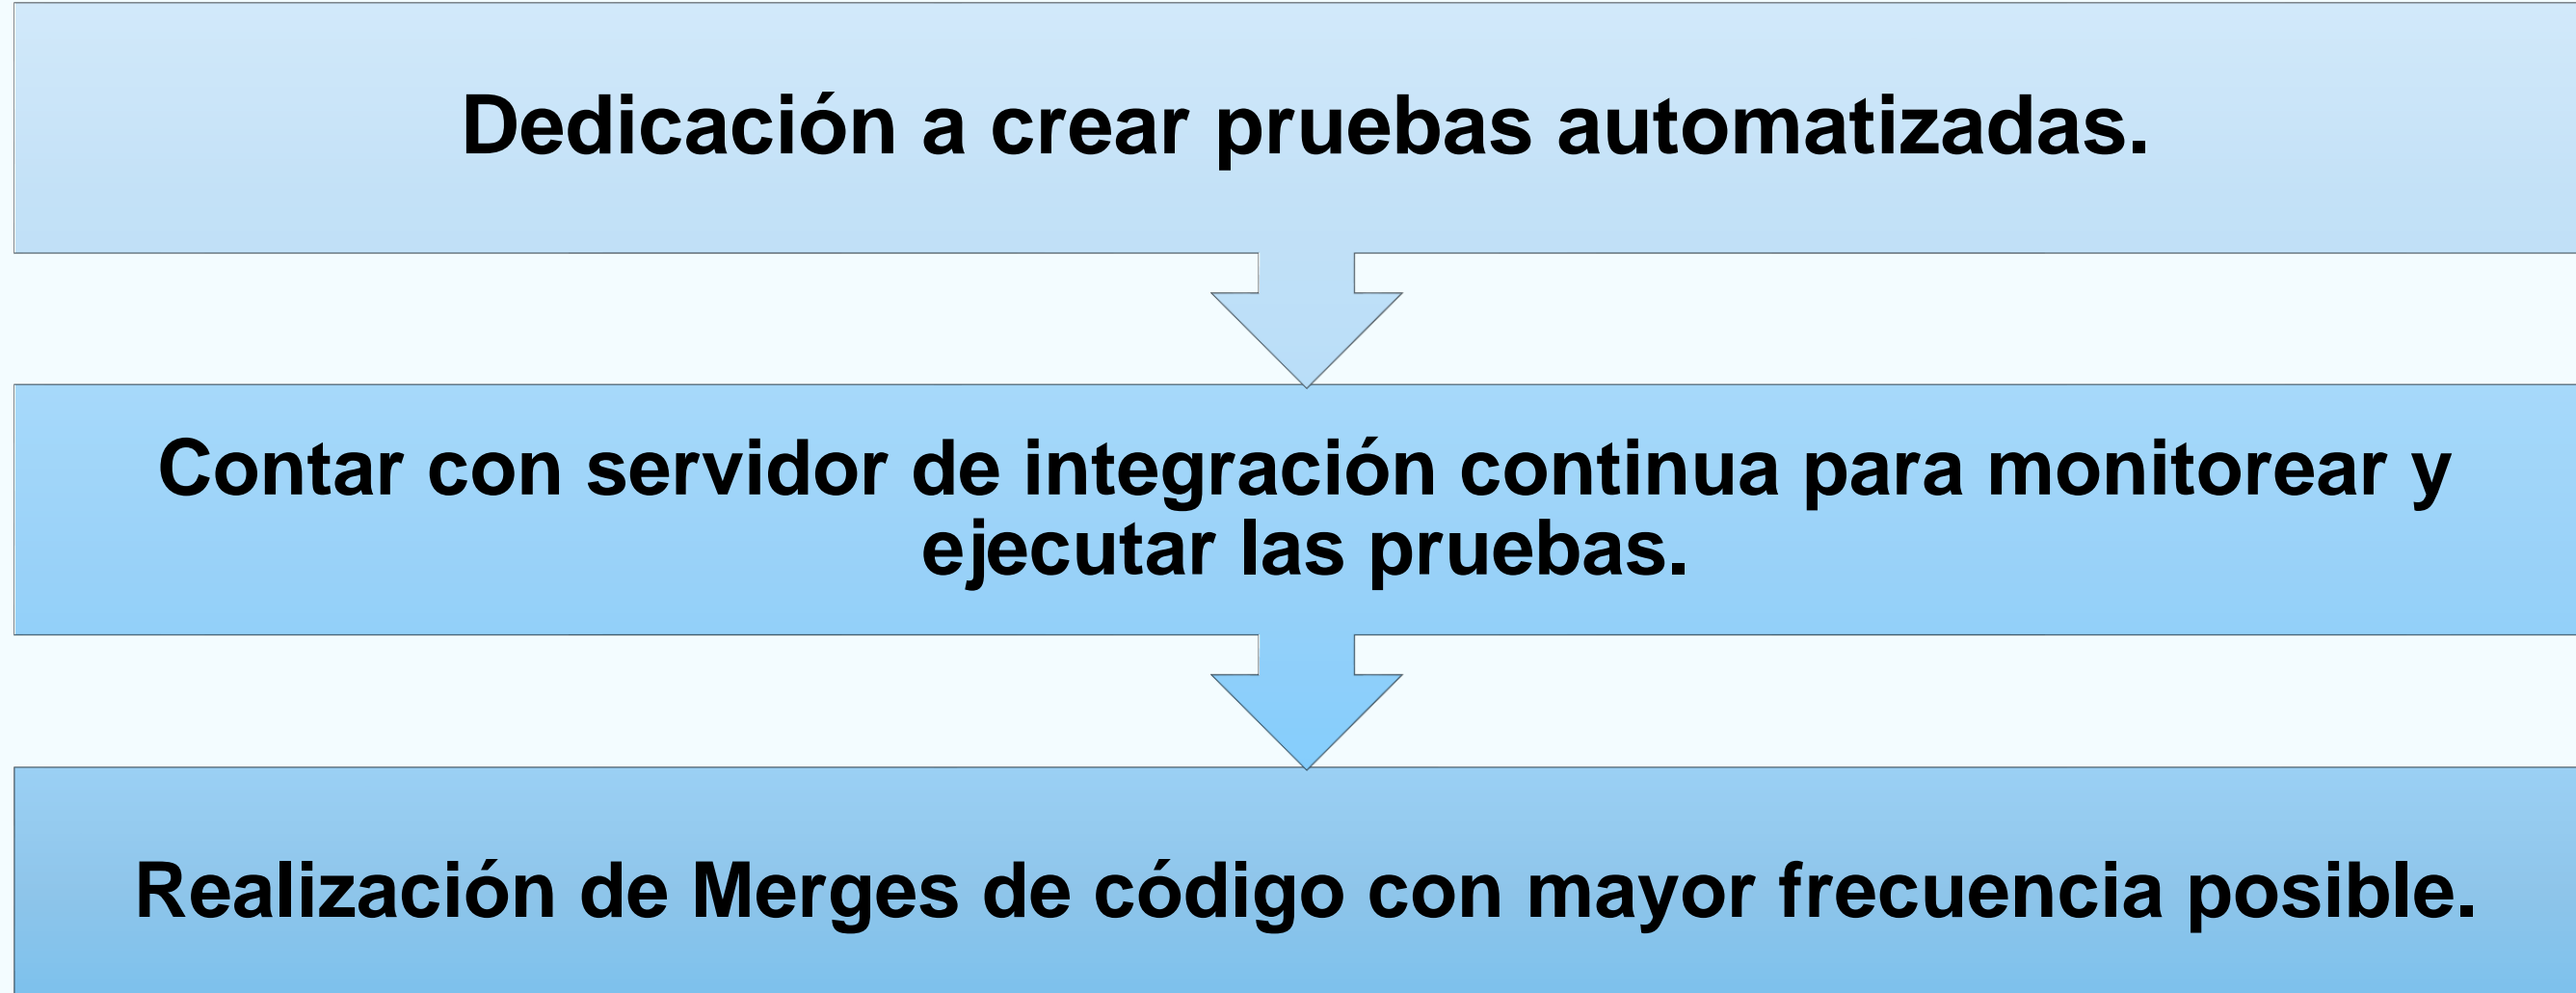 Dedicación a crear pruebas automatizadas.
Contar con servidor de integración continua para monitorear y
ejecutar las pruebas.
Realización de Merges de código con mayor frecuencia posible.